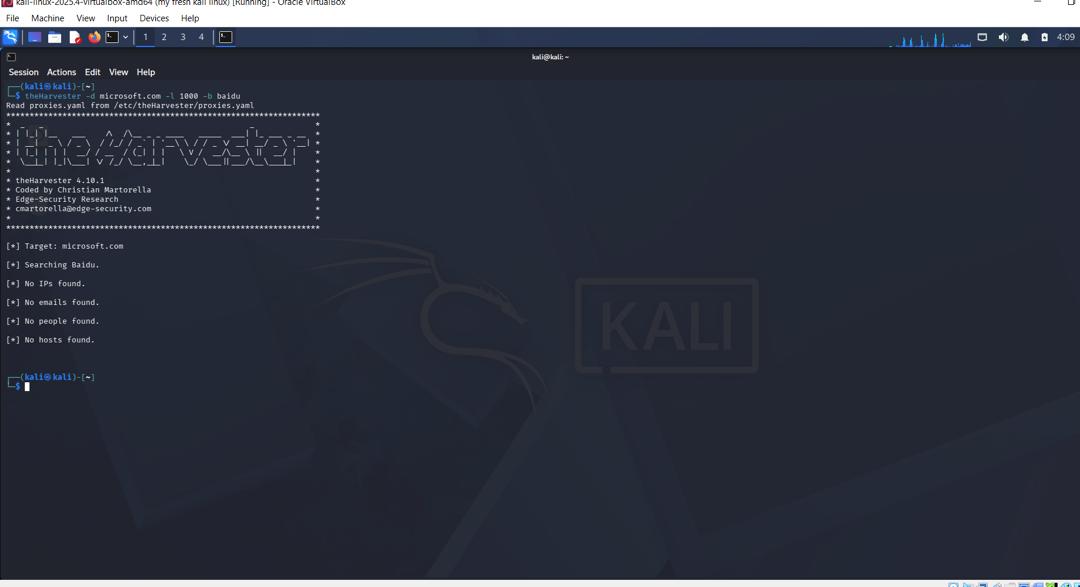 kali-linux-2025.4-virtualbox-amd64 (my fresh kali linux) [Running] - Oracle VirtualBox
File Machine View Input Devices Help
1 2 3 4
4:09
kali@kali: ~
Session Actions Edit View Help
┌──(kali㉿kali)-[~]
└─$ theHarvester -d microsoft.com -l 1000 -b baidu
Read proxies.yaml from /etc/theHarvester/proxies.yaml
*******************************************************************
theHarvester
* theHarvester 4.10.1 *
* Coded by Christian Martorella *
* Edge-Security Research *
* cmartorella@edge-security.com *
* *
*******************************************************************
[*] Target: microsoft.com
[*] Searching Baidu.
[*] No IPs found.
[*] No emails found.
[*] No people found.
[*] No hosts found.
┌──(kali㉿kali)-[~]
└─$
KALI